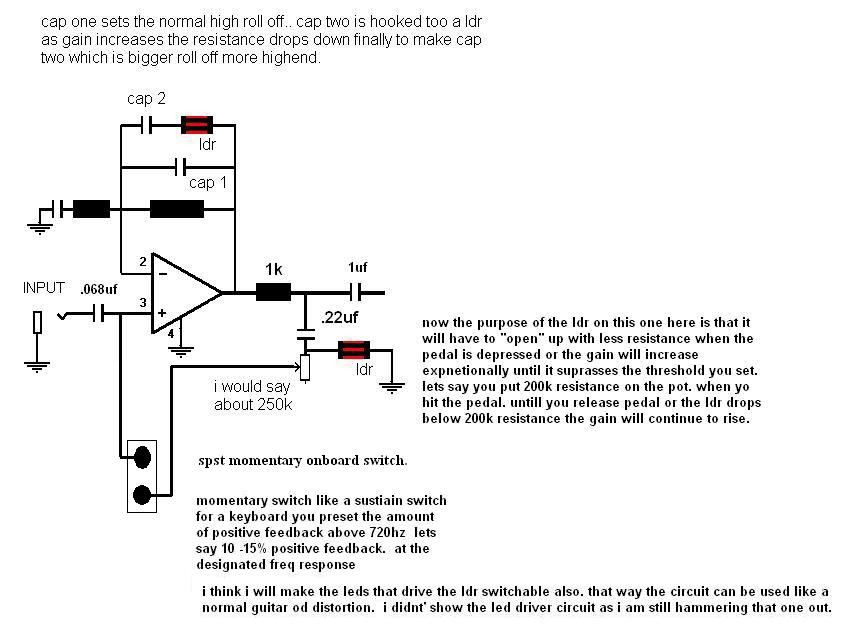 cap one sets the normal high roll off.. cap two is hooked too a ldr
as gain increases the resistance drops down finally to make cap
two which is bigger roll off more highend.
cap 2
ldr
cap 1
2
1k
1uf
INPUT
.068uf
3
4
.22uf
ldr
i would say
about 250k
now the purpose of the ldr on this one here is that it
will have to "open" up with less resistance when the
pedal is depressed or the gain will increase
expnetionally until it suprasses the threshold you set.
lets say you put 200k resistance on the pot. when yo
hit the pedal. untill you release pedal or the ldr drops
below 200k resistance the gain will continue to rise.
spst momentary onboard switch.
momentary switch like a sustiain switch
for a keyboard you preset the amount
of positive feedback above 720hz lets
say 10 -15% positive feedback. at the
designated freq response
i think i will make the leds that drive the ldr switchable also. that way the circuit can be used like a
normal guitar od distortion. i didnt' show the led driver circuit as i am still hammering that one out.